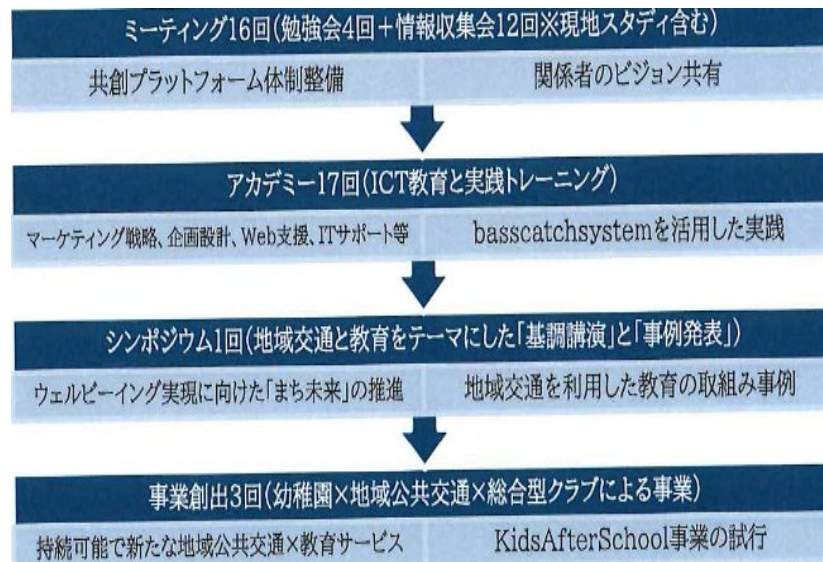 ミーティング16回(勉強会4回+情報収集会12回※現地スタディ含む)
共創プラットフォーム体制整備
関係者のビジョン共有
アカデミー17回(ICT教育と実践トレーニング)
マーケティング戦略、企画設計、Web支援、ITサポート等
basscatchsystemを活用した実践
シンポジウム1回(地域交通と教育をテーマにした「基調講演」と「事例発表」)
ウェルビーイング実現に向けた「まち未来」の推進
地域交通を利用した教育の取組み事例
事業創出3回(幼稚園×地域公共交通×総合型クラブによる事業)
持続可能で新たな地域公共交通×教育サービス
KidsAfterSchool事業の試行